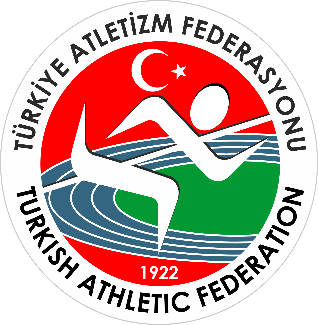 TÜRKİYE ATLETİZM FEDERASYONU
1922
TURKISH ATHLETIC FEDERATION